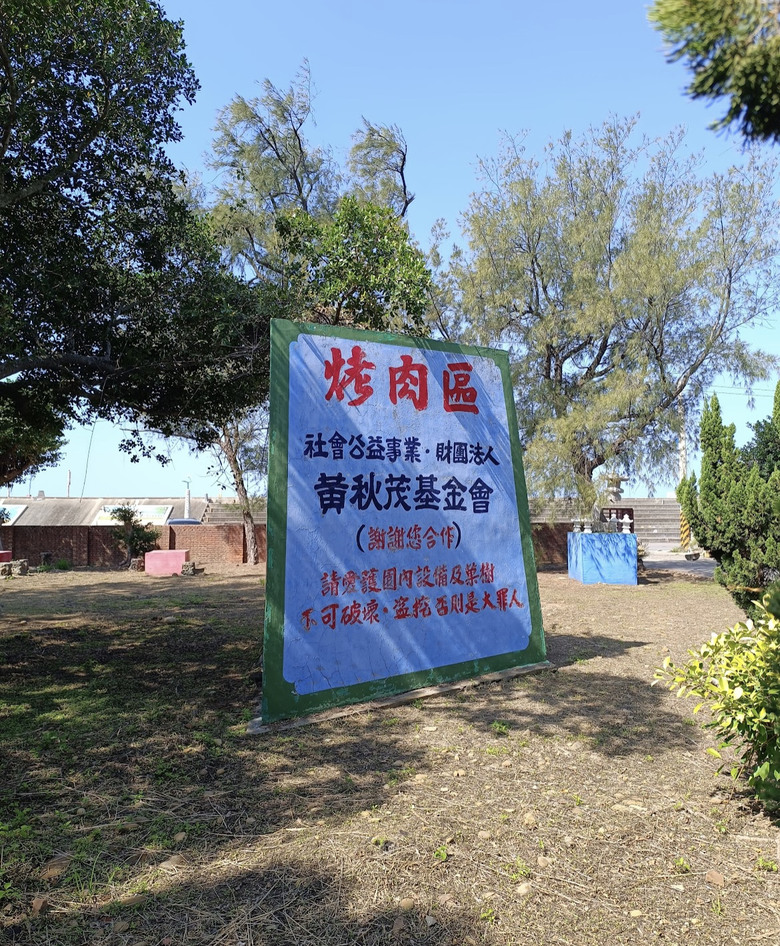 烤肉區
社會公益事業·財團法人
黃秋茂基金會
(謝謝您合作)
請愛護園內設備及樂樹
不可破壞·盜挖否則是大罪人